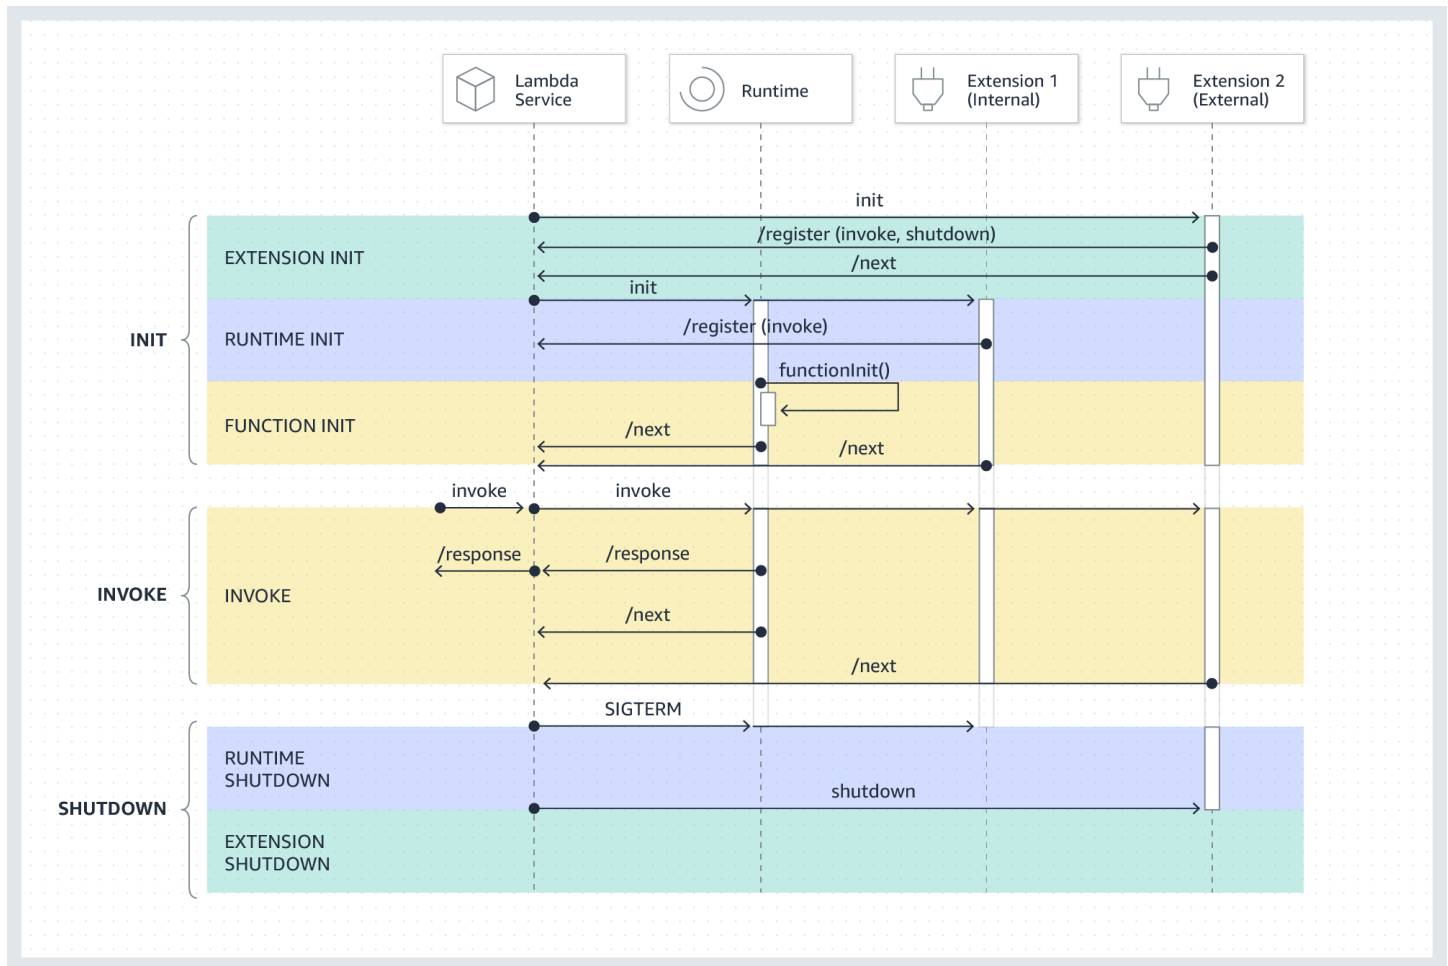 Lambda
Service
Runtime
Extension 1
(Internal)
Extension 2
(External)
init
/register (invoke, shutdown)
EXTENSION INIT
/next
init
/register (invoke)
INIT
RUNTIME INIT
functionInit()
FUNCTION INIT
/next
/next
invoke
invoke
/response
/response
INVOKE
INVOKE
/next
/next
SIGTERM
RUNTIME
SHUTDOWN
shutdown
SHUTDOWN
EXTENSION
SHUTDOWN